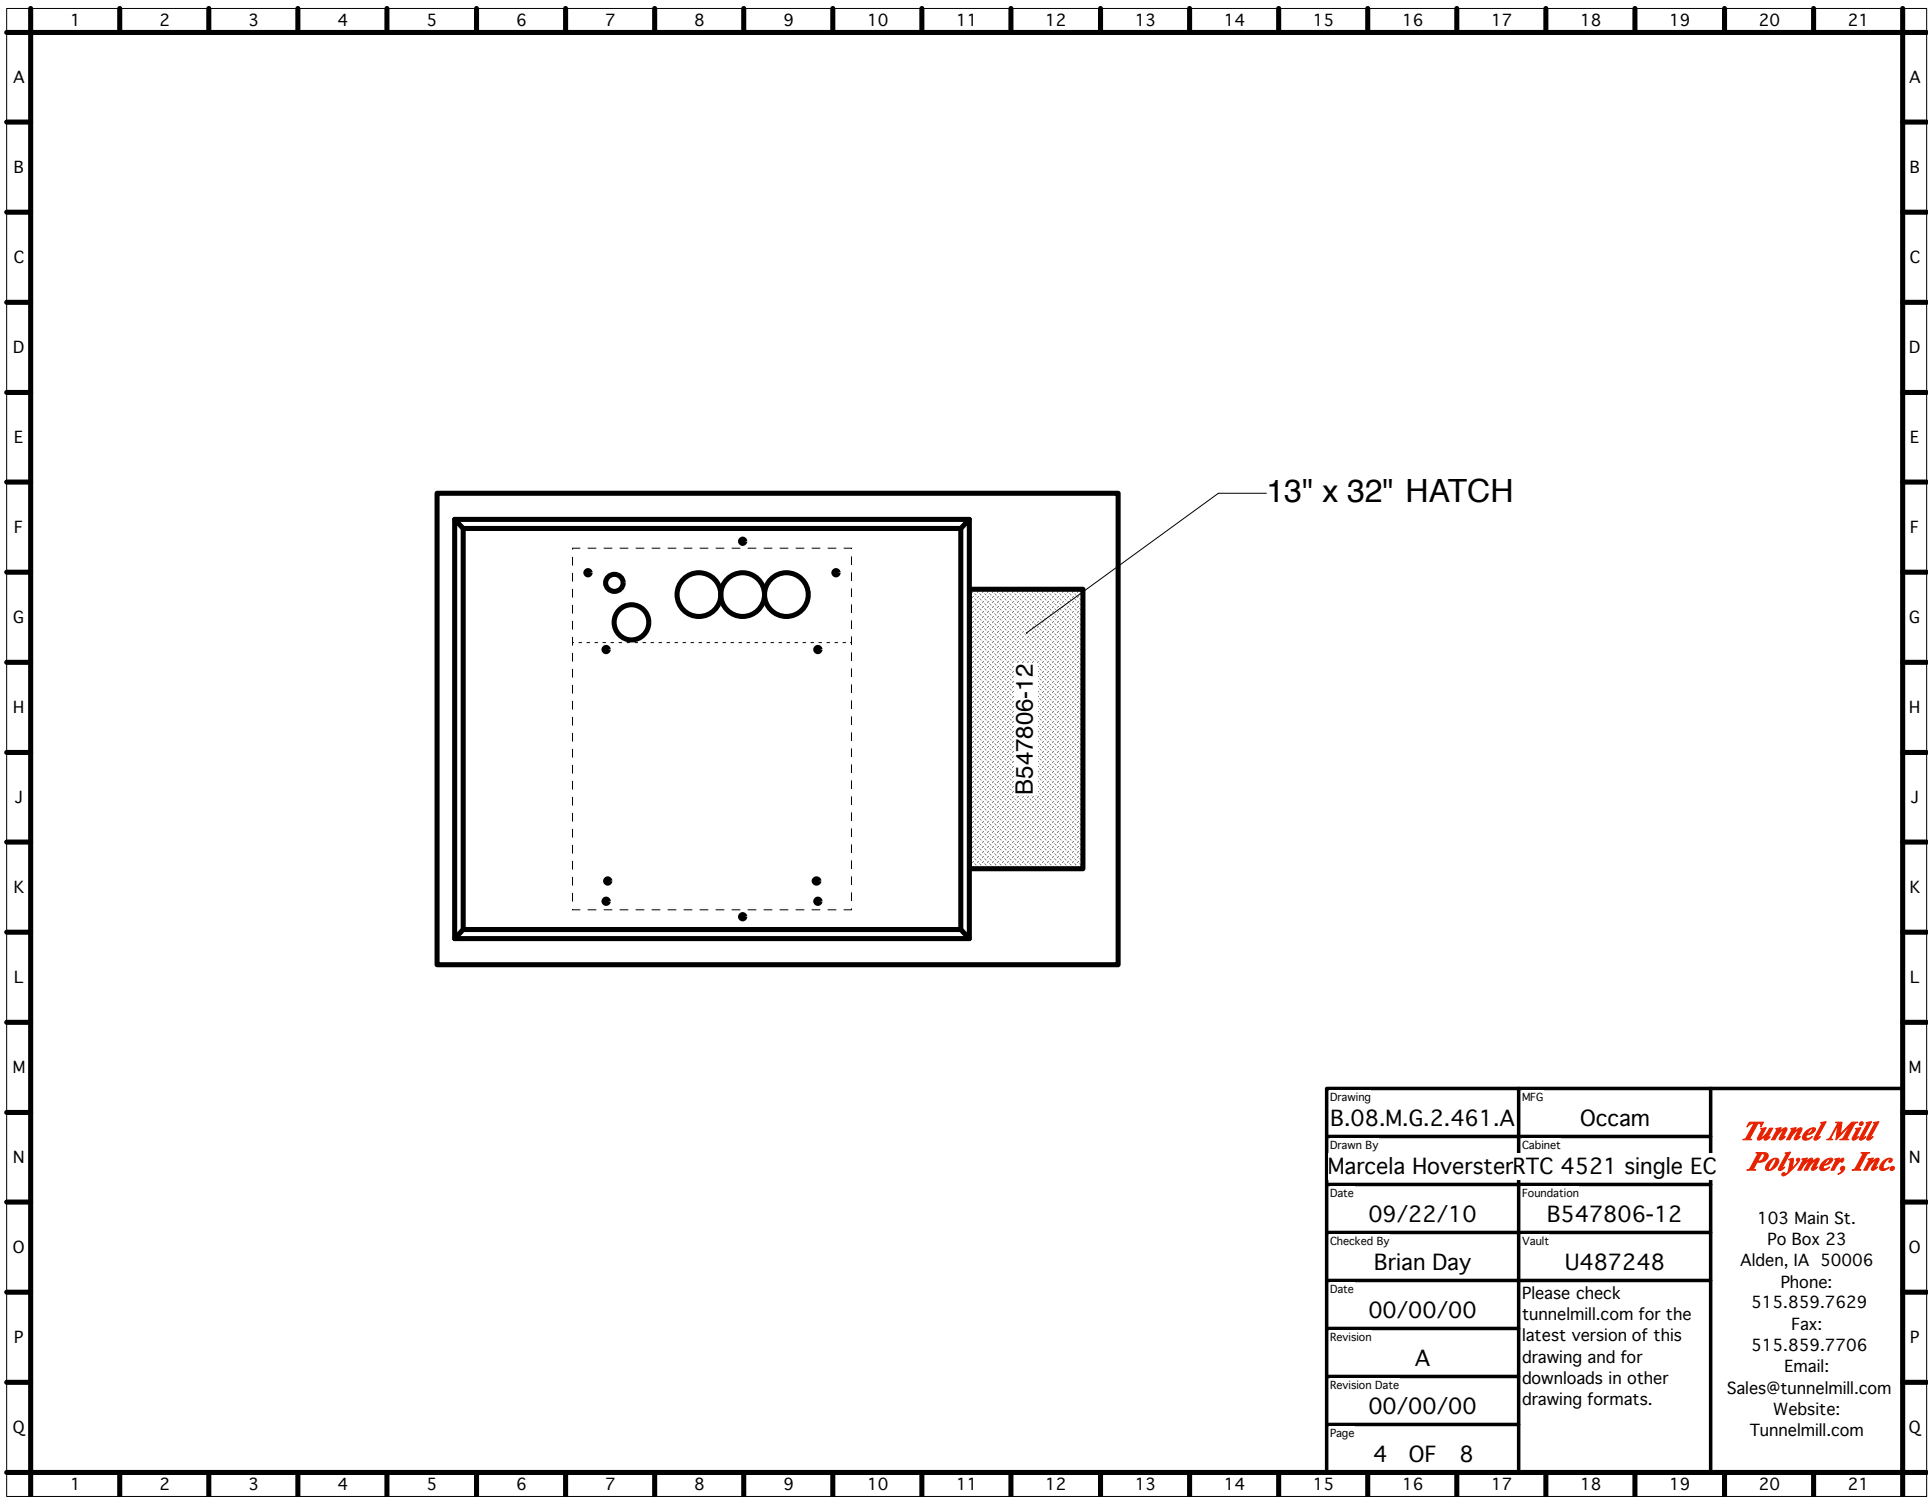 1 2 3 4 5 6 7 8 9 10 11 12 13 14 15 16 17 18 19 20 21
A A
B B
C C
D D
E E
F F
G G
H H
J J
K K
L L
M M
N N
O O
P P
Q Q
13" x 32" HATCH
B547806-12
Drawing
B.08.M.G.2.461.A
MFG
Occam
Drawn By
Marcela Hoverster
Cabinet
RTC 4521 single EC
Date
09/22/10
Foundation
B547806-12
Checked By
Brian Day
Vault
U487248
Date
00/00/00
Revision
A
Revision Date
00/00/00
Page
4 OF 8
Please check
tunnelmill.com for the
latest version of this
drawing and for
downloads in other
drawing formats.
Tunnel Mill
Polymer, Inc.
103 Main St.
Po Box 23
Alden, IA 50006
Phone:
515.859.7629
Fax:
515.859.7706
Email:
Sales@tunnelmill.com
Website:
Tunnelmill.com
1 2 3 4 5 6 7 8 9 10 11 12 13 14 15 16 17 18 19 20 21